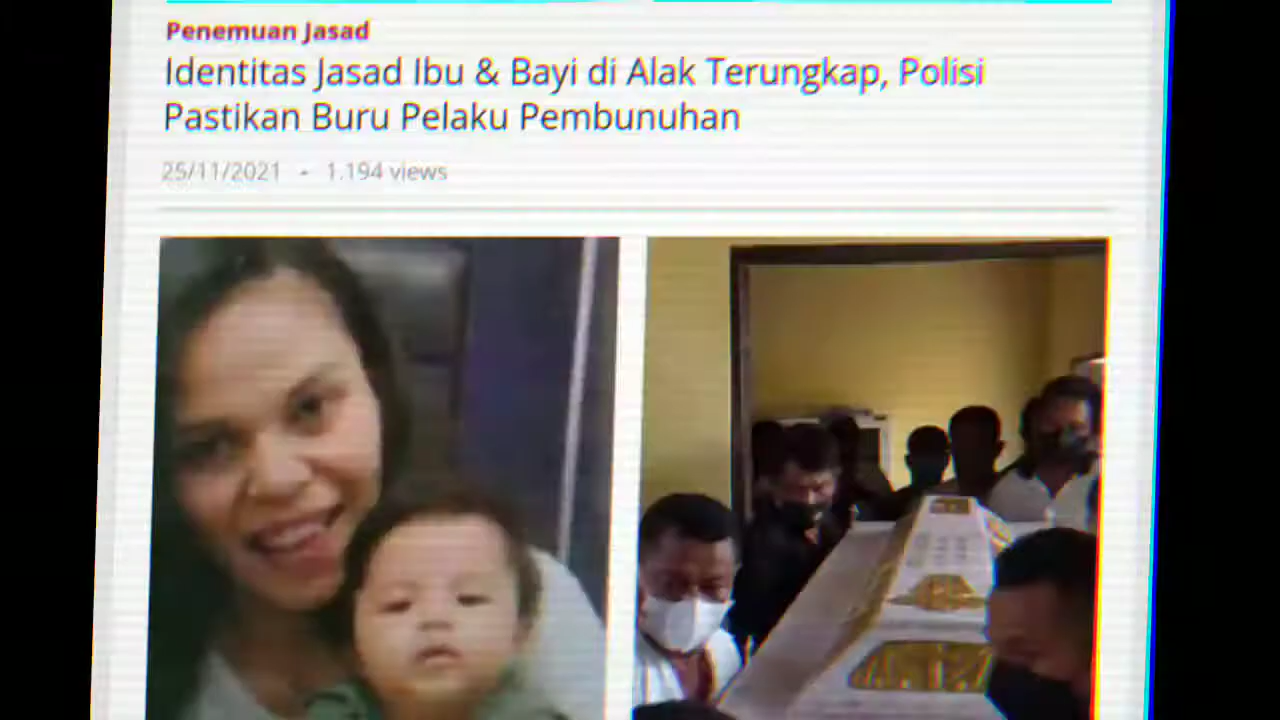 Penemuan Jasad
Identitas Jasad Ibu & Bayi di Alak Terungkap, Polisi
Pastikan Buru Pelaku Pembunuhan
25/11/2021 - 1.194 views